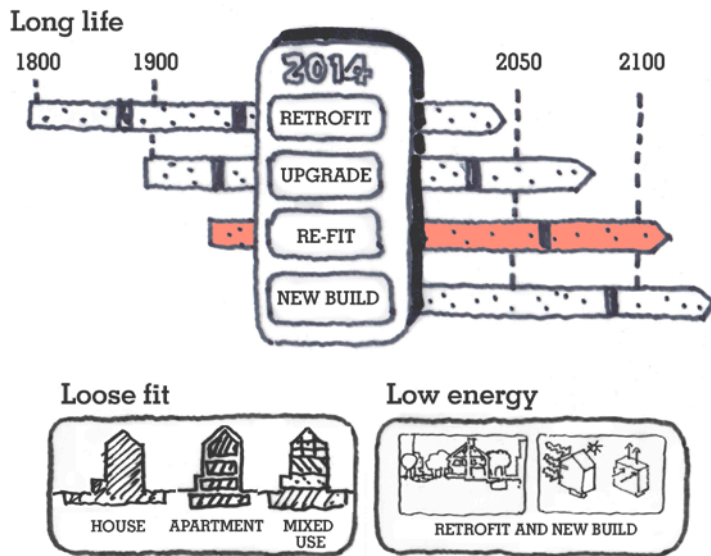 Long life
1800
1900
2014
2050
2100
RETROFIT
UPGRADE
RE-FIT
NEW BUILD
Loose fit
HOUSE
APARTMENT
MIXED
USE
Low energy
RETROFIT AND NEW BUILD